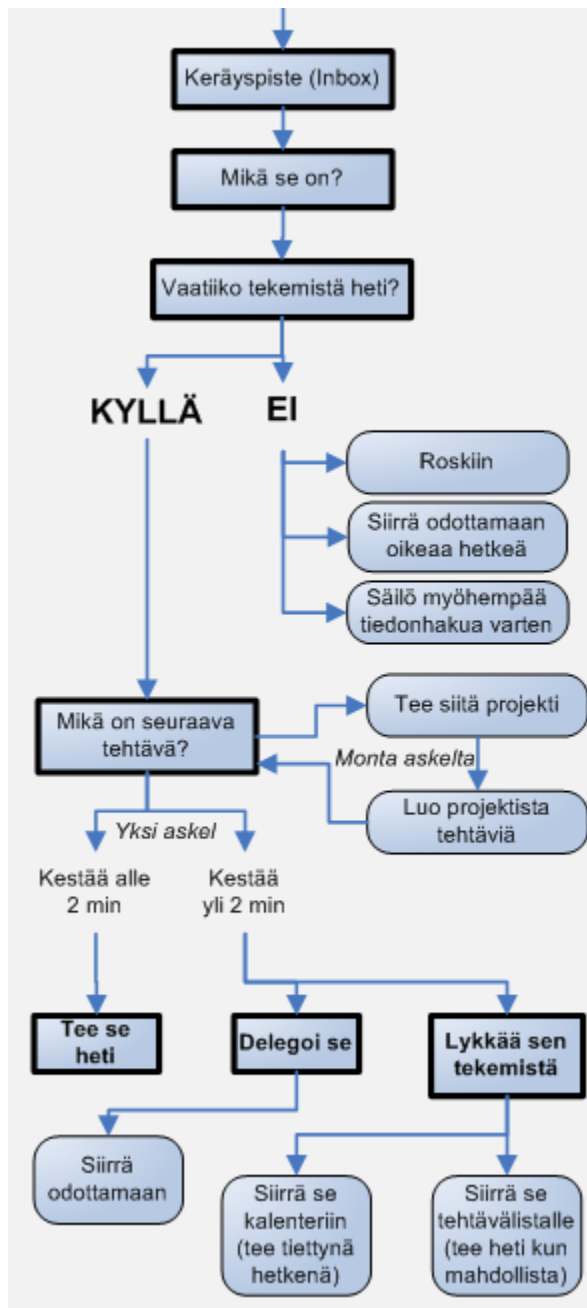 Keräyspiste (Inbox)
Mikä se on?
Vaatiiko tekemistä heti?
KYLLÄ
EI
Roskiin
Siirrä odottamaan
oikeaa hetkeä
Säilö myöhempää
tiedonhakua varten
Mikä on seuraava
tehtävä?
Tee siitä projekti
Monta askelta
Luo projektista
tehtäviä
Yksi askel
Kestää alle
2 min
Kestää
yli 2 min
Tee se
heti
Delegoi se
Lykkää sen
tekemistä
Siirrä
odottamaan
Siirrä se
kalenteriin
(tee tiettynä
hetkenä)
Siirrä se
tehtävälistalle
(tee heti kun
mahdollista)